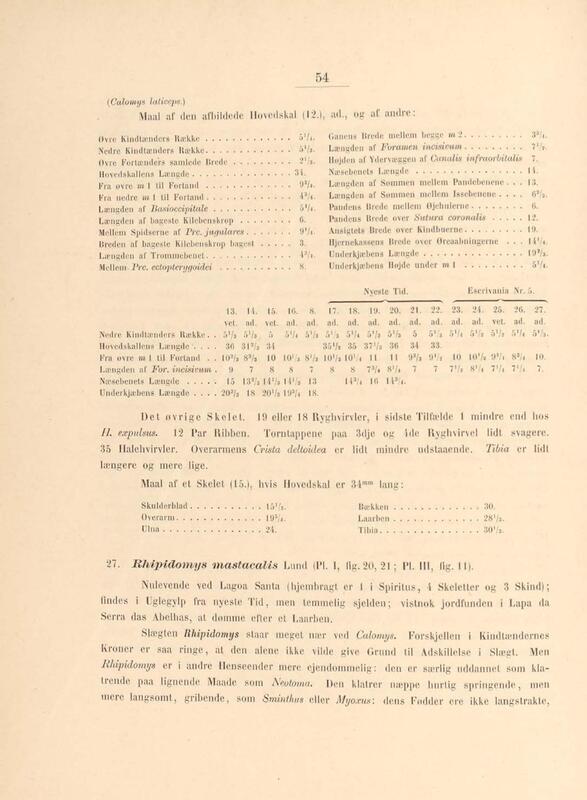 54
(Calomys laticeps.)
Maal af den afbildede Hovedskal (12.), ad., og af andre:
Øvre Kindtænders Række . . . . . . . . . . . . 5¹/₄.
Nedre Kindtænders Række. . . . . . . . . . . . 5¹/₂.
Øvre Fortænders samlede Brede . . . . . . . . 2¹/₂.
Hovedskallens Længde . . . . . . . . . . . . . 34.
Fra øvre m 1 til Fortand . . . . . . . . . . . 9³/₄.
Fra nedre m 1 til Fortand . . . . . . . . . . 4³/₄.
Længden af Basioccipitale . . . . . . . . . . 5¹/₄.
Længden af bageste Kilebenskrop . . . . . . . 6.
Mellem Spidserne af Prc. jugulares . . . . . . 9¹/₄.
Breden af bageste Kilebenskrop bagest . . . . 3.
Længden af Trommebenet . . . . . . . . . . . . 4³/₄.
Mellem Prc. ectopterygoidei . . . . . . . . . 8.
Ganens Brede mellem begge m 2 . . . . . . . . 3³/₄.
Længden af Foramen incisivum . . . . . . . . . 7¹/₂.
Højden af Ydervæggen af Canalis infraorbitalis 7.
Næsebenets Længde . . . . . . . . . . . . . . 14.
Længden af Sømmen mellem Pandebenene . . . 13.
Længden af Sømmen mellem Issebenene . . . . 6³/₂.
Pandens Brede mellem Øjehulerne . . . . . . . 6.
Pandens Brede over Sutura coronalis . . . . . 12.
Ansigtets Brede over Kindbuerne . . . . . . . 19.
Hjernekassens Brede over Öreaabningerne . . . 14¹/₄.
Underkjæbens Længde . . . . . . . . . . . . . 19³/₂.
Underkjæbens Højde under m 1 . . . . . . . . . 5¹/₄.
Nyeste Tid. Escrivania Nr. 5.
13. 14. 15. 16. 8. 17. 18. 19. 20. 21. 22. 23. 24. 25. 26. 27.
vet. ad. vet. ad. ad. ad. ad. ad. ad. ad. ad. ad. ad. vet. ad. ad.
Nedre Kindtænders Række . . 5¹/₂ 5¹/₂ 5 5¹/₄ 5¹/₂ 5¹/₂ 5¹/₄ 5¹/₂ 5¹/₂ 5 5¹/₂ 5¹/₄ 5¹/₂ 5¹/₂ 5¹/₂ 5¹/₂.
Hovedskallens Længde . . . . 36 31³/₂ 34 35¹/₂ 35 37¹/₂ 36 34 33.
Fra øvre m 1 til Fortand . . 10³/₂ 8³/₂ 10 10¹/₂ 8¹/₂ 10¹/₂ 10¹/₄ 11 11 9³/₂ 9¹/₂ 10 10¹/₂ 9³/₄ 8³/₄ 10.
Længden af For. incisivum . 9 7 8 8 7 8 8 7³/₄ 8¹/₄ 7 7 7¹/₂ 8¹/₄ 7¹/₄ 7¹/₄ 7.
Næsebenets Længde . . . . . 15 13³/₂ 14¹/₂ 14¹/₂ 13 14³/₄ 16 14³/₄.
Underkjæbens Længde . . . . 20³/₂ 18 20¹/₂ 19³/₄ 18.
Det øvrige Skelet. 19 eller 18 Ryghvirvler, i sidste Tilfælde 1 mindre end hos
H. expulsus. 12 Par Ribben. Torntappene paa 3dje og 4de Ryghvirvel lidt svagere.
35 Halehvirvler. Overarmens Crista deltoidea er lidt mindre udstaaende. Tibia er lidt
længere og mere lige.
Maal af et Skelet (15.), hvis Hovedskal er 34ᵐᵐ lang:
Skulderblad . . . . . . . . . . . 15¹/₂.
Overarm . . . . . . . . . . . . . 19³/₄.
Ulna . . . . . . . . . . . . . . . 24.
Bækken . . . . . . . . . . . . . 30.
Laarben . . . . . . . . . . . . . 28¹/₂.
Tibia . . . . . . . . . . . . . . 30¹/₂.
27. Rhipidomys mastacalis Lund (Pl. I, fig. 20, 21; Pl. III, fig. 11).
Nulevende ved Lagoa Santa (hjembragt er 1 i Spiritus, 4 Skeletter og 3 Skind);
findes i Uglegylp fra nyeste Tid, men temmelig sjelden; vistnok jordfunden i Lapa da
Serra das Abelhas, at dømme efter et Laarben.
Slægten Rhipidomys staar meget nær ved Calomys. Forskjellen i Kindtændernes
Kroner er saa ringe, at den alene ikke vilde give Grund til Adskillelse i Slægt. Men
Rhipidomys er i andre Henseender mere ejendommelig: den er særlig uddannet som kla-
trende paa lignende Maade som Neotoma. Den klatrer næppe hurtig springende, men
mere langsomt, gribende, som Sminthus eller Myoxus: dens Fødder ere ikke langstrakte,